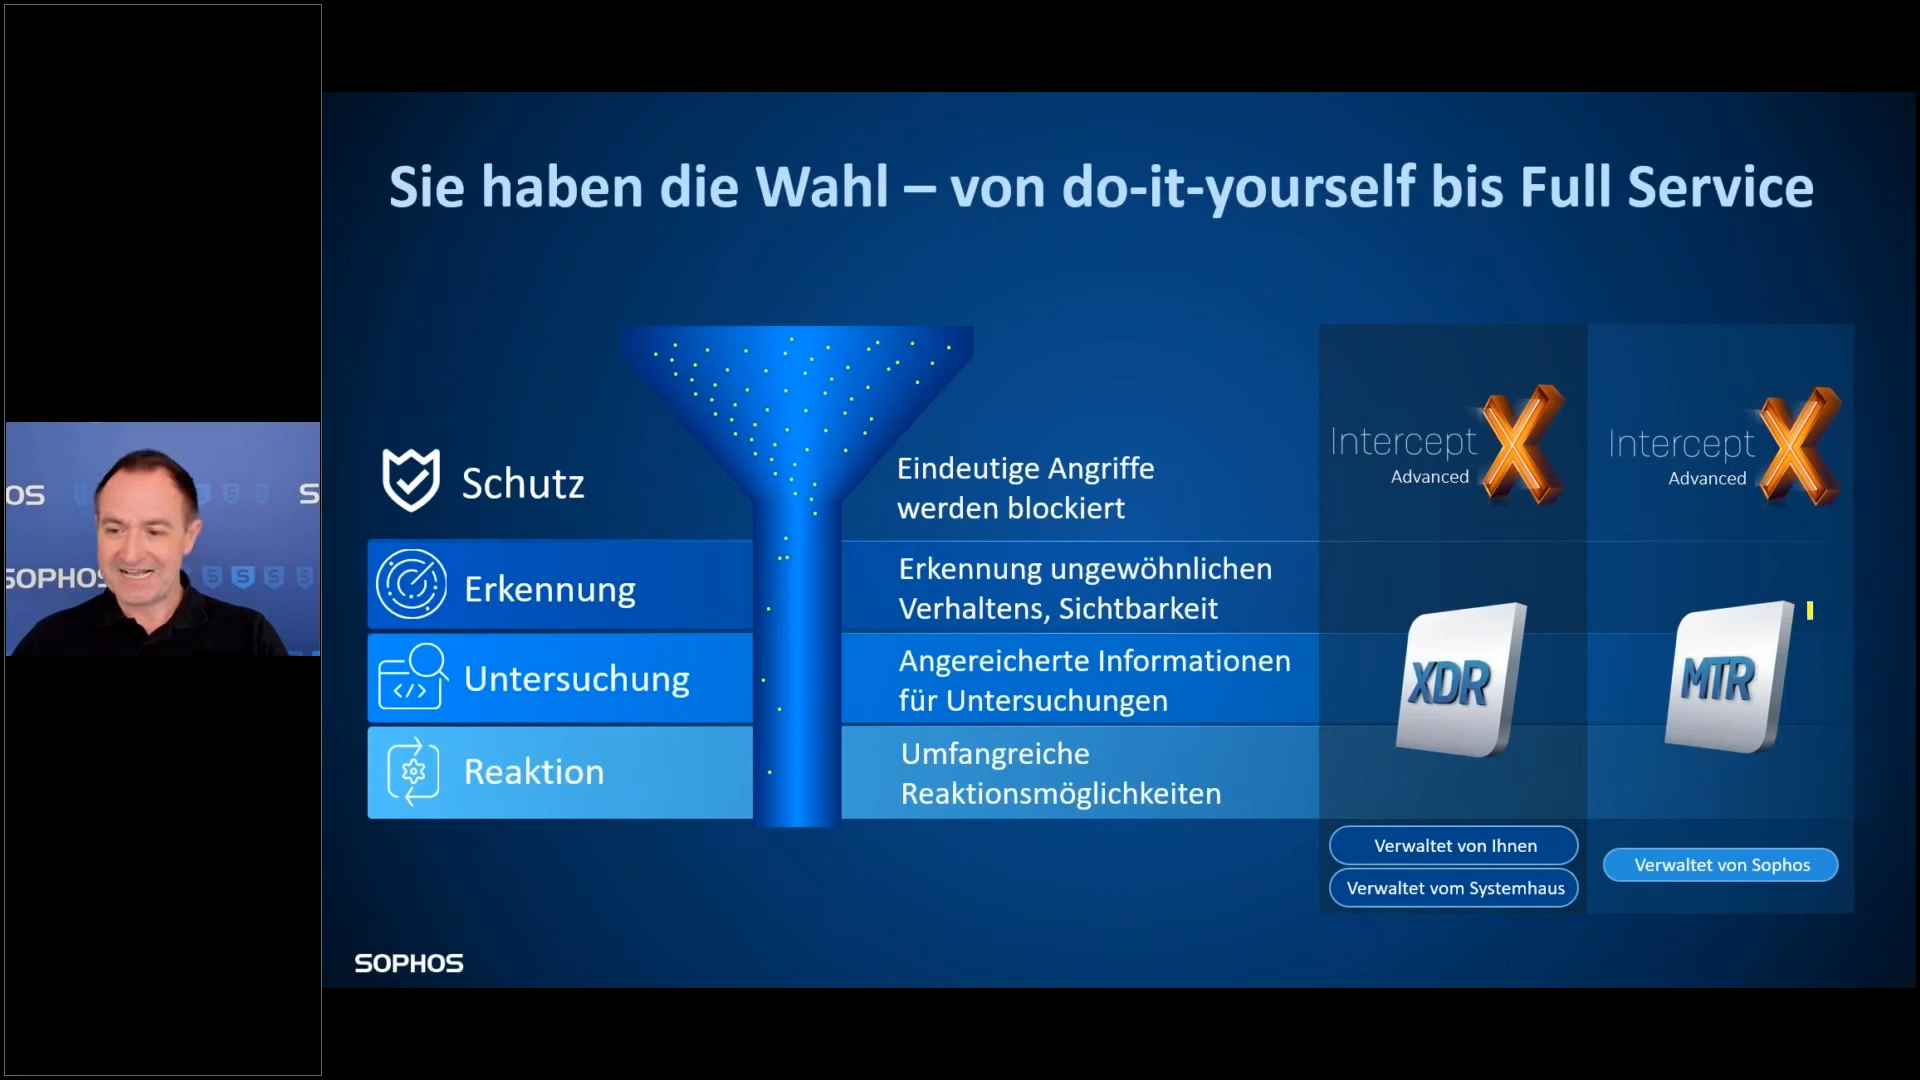 Sie haben die Wahl – von do-it-yourself bis Full Service
Schutz
Eindeutige Angriffe
werden blockiert
Erkennung
Erkennung ungewöhnlichen
Verhaltens, Sichtbarkeit
Untersuchung
Angereicherte Informationen
für Untersuchungen
Reaktion
Umfangreiche
Reaktionsmöglichkeiten
Intercept X
Advanced
XDR
Verwaltet von Ihnen
Verwaltet vom Systemhaus
Intercept X
Advanced
MTR
Verwaltet von Sophos
SOPHOS
OS
S
SOPHOS